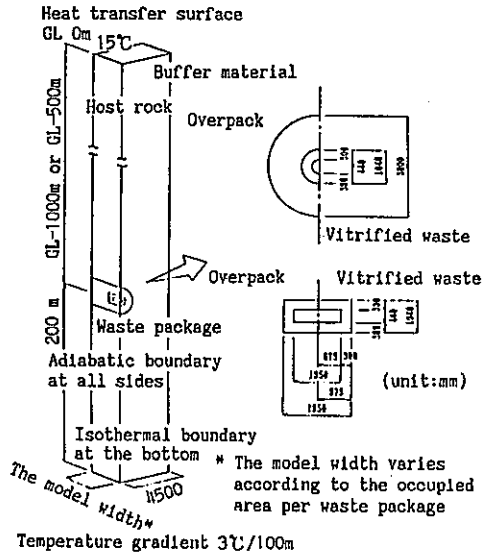 Heat transfer surface
GL 0m
15℃
Buffer material
Host rock
GL-1000m or GL-500m
200 m
Waste package
Adiabatic boundary
at all sides
Isothermal boundary
at the bottom
The model width*
4500
Temperature gradient 3℃/100m
Overpack
Vitrified waste
Overpack
Vitrified waste
(unit:mm)
* The model width varies
according to the occupied
area per waste package